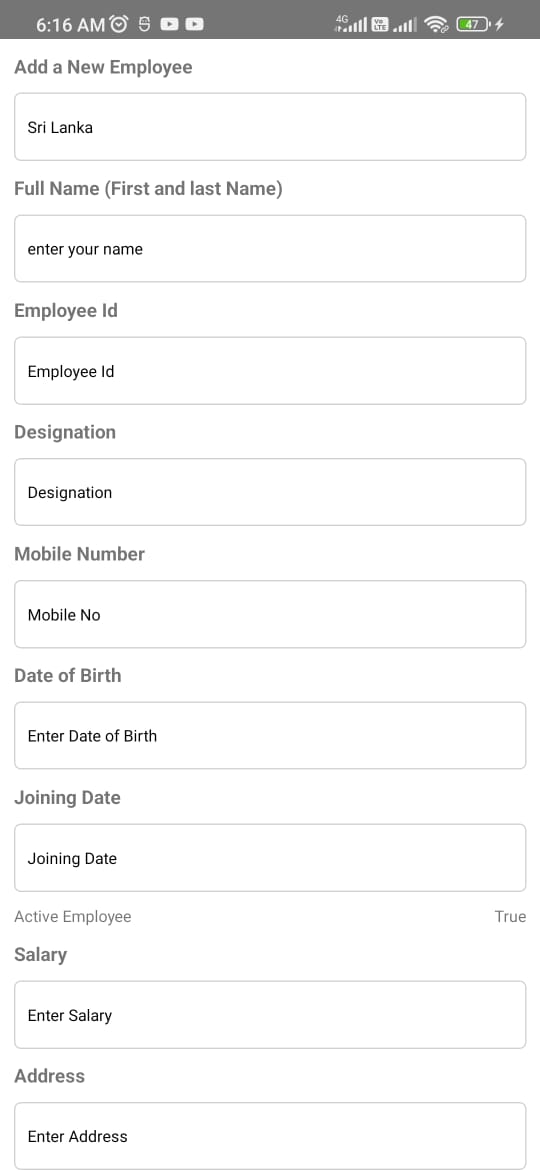 6:16 AM
4G
Vo
LTE
47
Add a New Employee
Sri Lanka
Full Name (First and last Name)
enter your name
Employee Id
Employee Id
Designation
Designation
Mobile Number
Mobile No
Date of Birth
Enter Date of Birth
Joining Date
Joining Date
Active Employee True
Salary
Enter Salary
Address
Enter Address